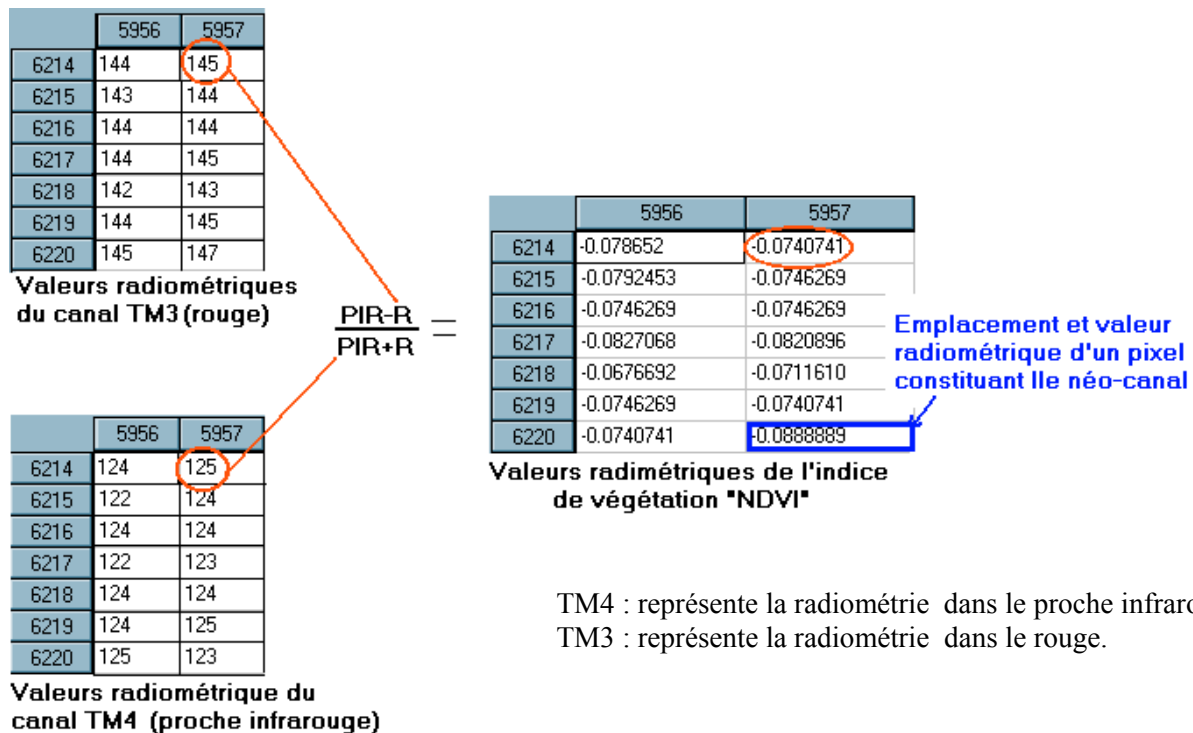 5956 5957
6214 144 145
6215 143 144
6216 144 144
6217 144 145
6218 142 143
6219 144 145
6220 145 147
Valeurs radiométriques
du canal TM3 (rouge)
PIR-R
PIR+R
=
5956 5957
6214 124 125
6215 122 124
6216 124 124
6217 122 123
6218 124 124
6219 124 125
6220 125 123
Valeurs radiométrique du
canal TM4 (proche infrarouge)
5956 5957
6214 -0.078652 -0.0740741
6215 -0.0792453 -0.0746269
6216 -0.0746269 -0.0746269
6217 -0.0827068 -0.0820896
6218 -0.0676692 -0.0711610
6219 -0.0746269 -0.0740741
6220 -0.0740741 -0.0888889
Valeurs radimétriques de l'indice
de végétation "NDVI"
Emplacement et valeur
radiométrique d'un pixel
constituant lle néo-canal
TM4 : représente la radiométrie dans le proche infraro
TM3 : représente la radiométrie dans le rouge.